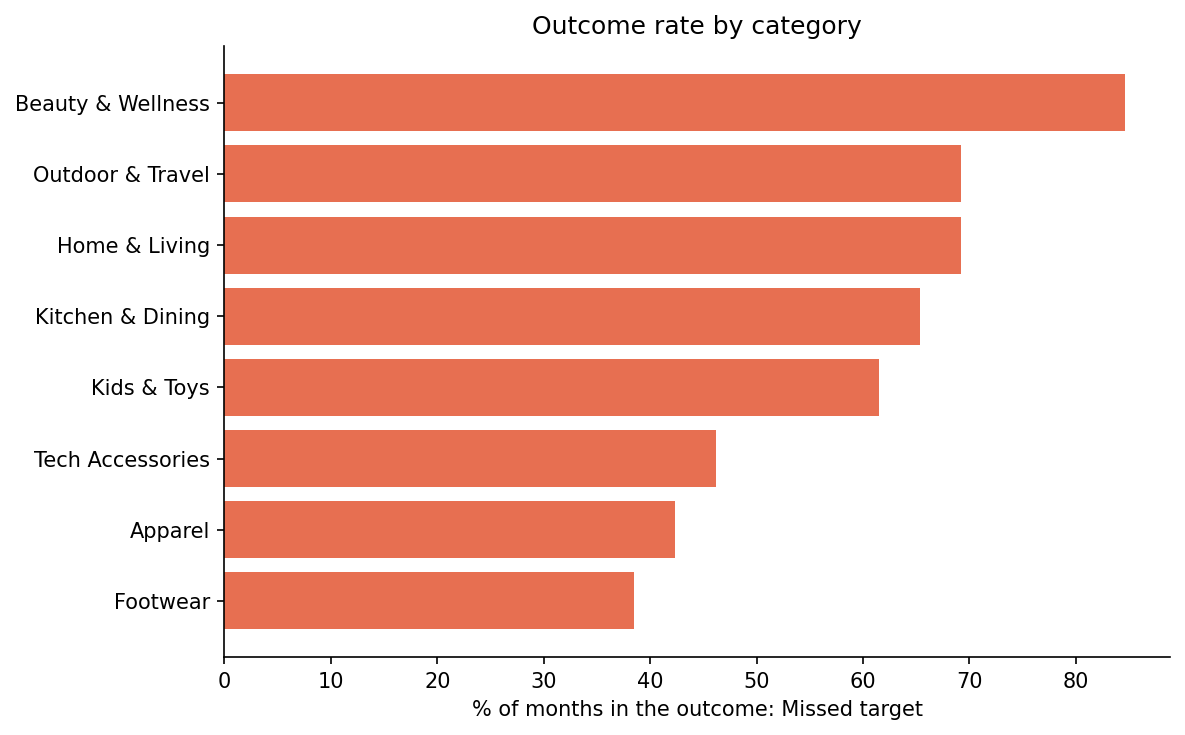 Outcome rate by category
Beauty & Wellness
Outdoor & Travel
Home & Living
Kitchen & Dining
Kids & Toys
Tech Accessories
Apparel
Footwear
0 10 20 30 40 50 60 70 80
% of months in the outcome: Missed target